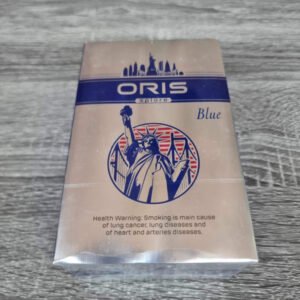 ORIS
explore
Blue
Health Warning: Smoking is main cause
of lung cancer, lung diseases and
of heart and arteries diseases.